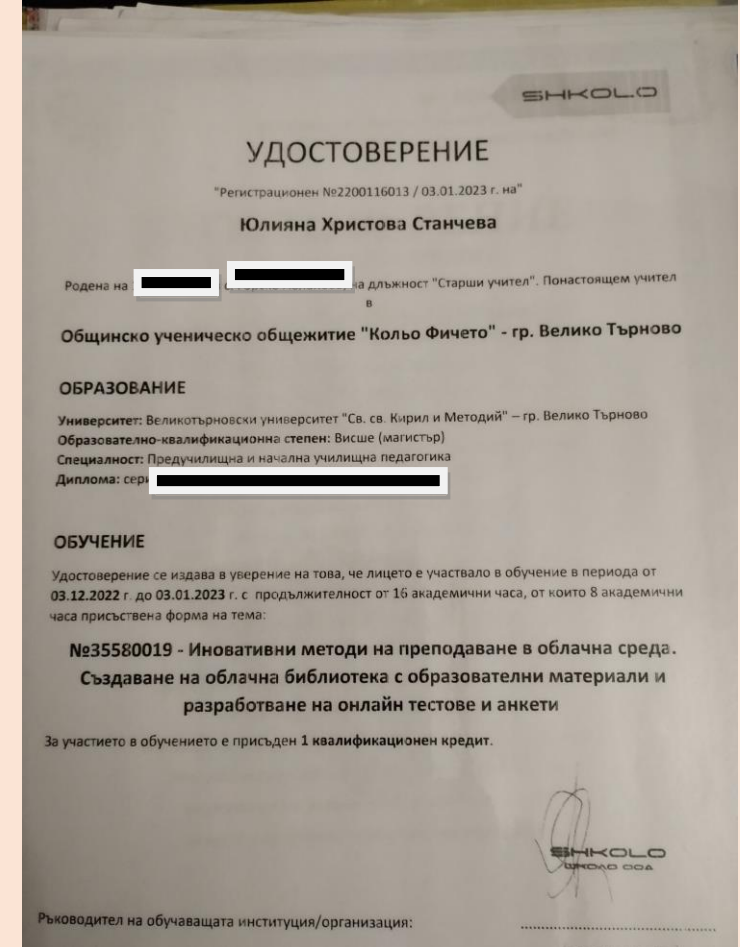 SHKOLO
УДОСТОВЕРЕНИЕ
"Регистрационен №2200116013 / 03.01.2023 г. на"
Юлияна Христова Станчева
Родена на на длъжност "Старши учител". Понастоящем учител
в
Общинско ученическо общежитие "Кольо Фичето" - гр. Велико Търново
ОБРАЗОВАНИЕ
Университет: Великотърновски университет "Св. св. Кирил и Методий" – гр. Велико Търново
Образователно-квалификационна степен: Висше (магистър)
Специалност: Предучилищна и начална училищна педагогика
Диплома:
ОБУЧЕНИЕ
Удостоверение се издава в уверение на това, че лицето е участвало в обучение в периода от
03.12.2022 г. до 03.01.2023 г. с продължителност от 16 академични часа, от които 8 академични
часа присъствена форма на тема:
№35580019 - Иновативни методи на преподаване в облачна среда.
Създаване на облачна библиотека с образователни материали и
разработване на онлайн тестове и анкети
За участието в обучението е присъден 1 квалификационен кредит.
SHKOLO
ШКОЛО ООД
Ръководител на обучаващата институция/организация: